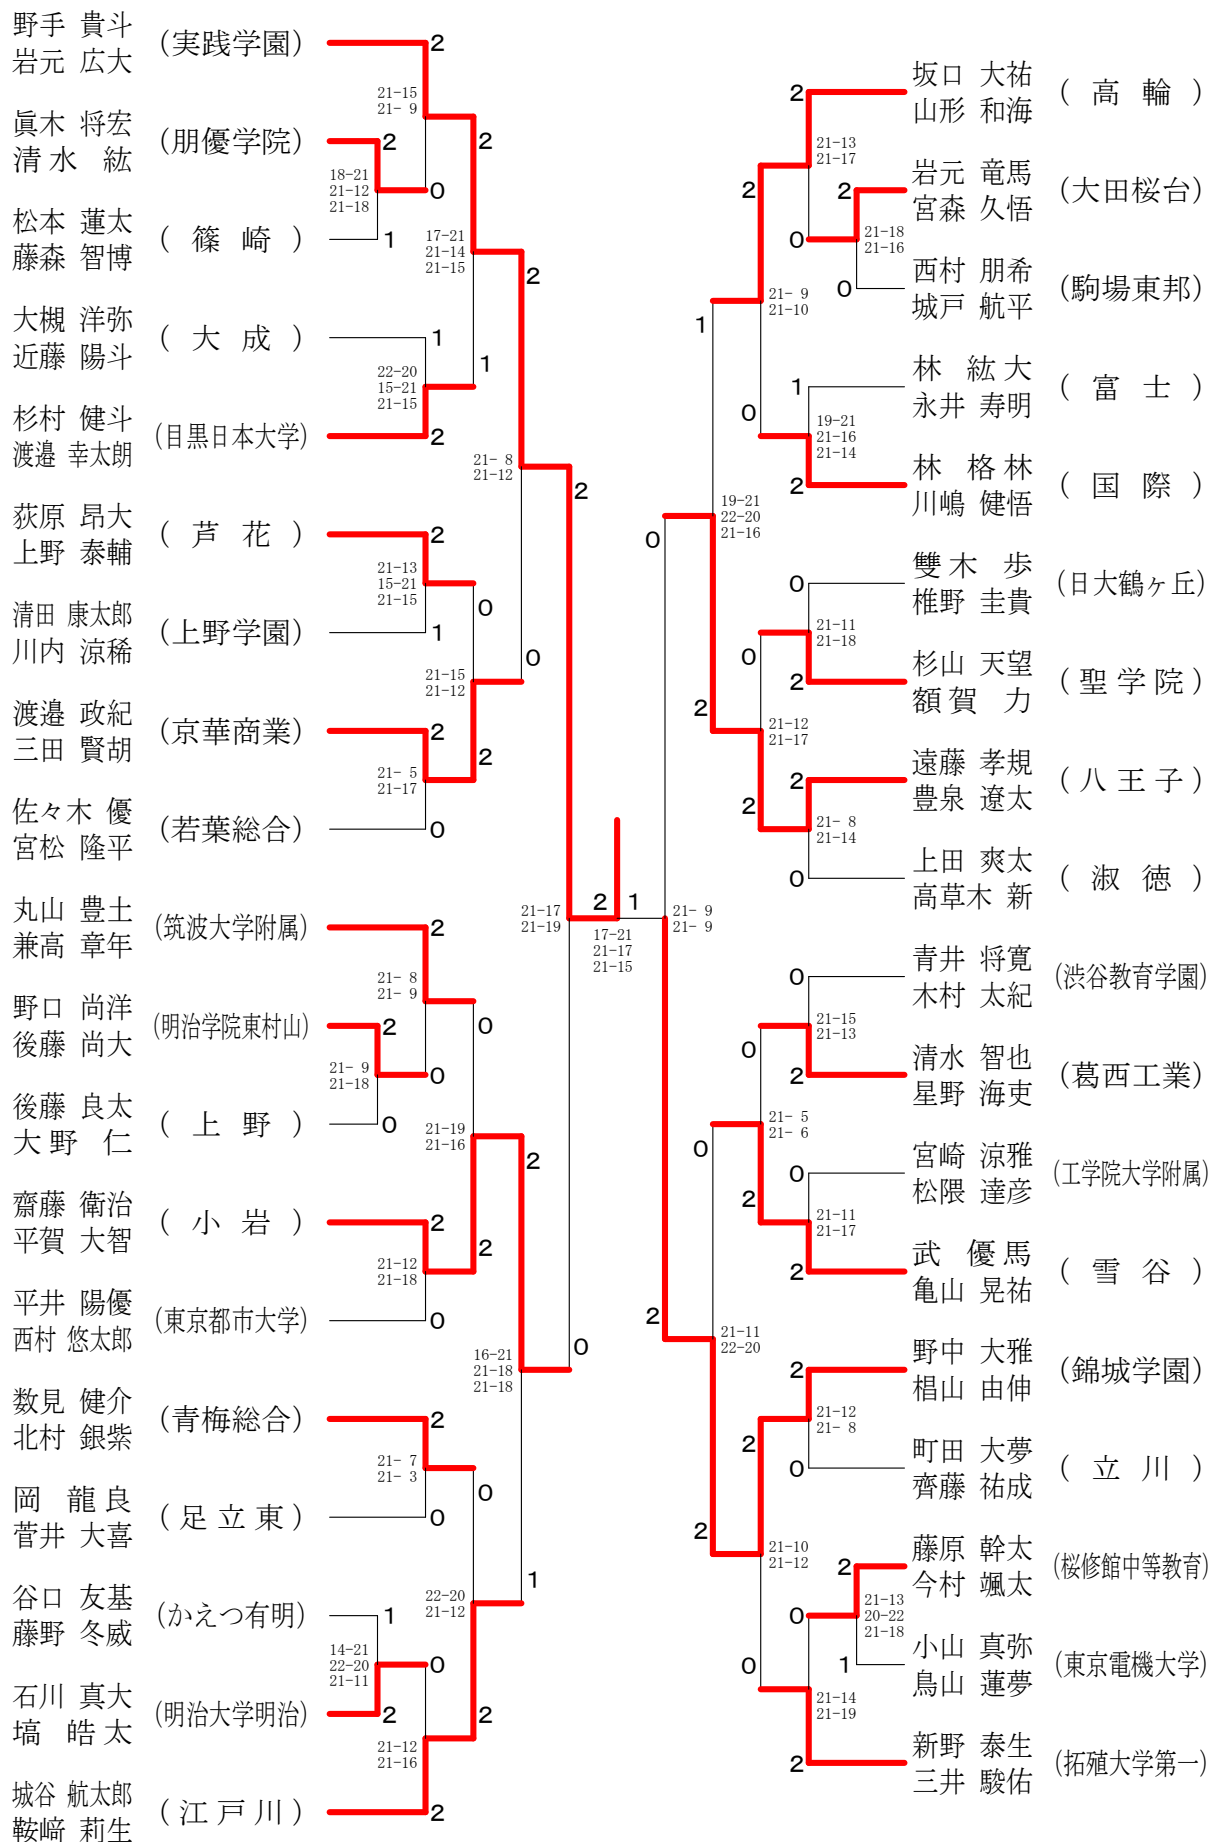 野手 貴斗
岩元 広大
(実践学園)
2
21-15
21- 9
眞木 将宏
清水 紘
(朋優学院)
2
2
18-21
21-12
21-18
0
松本 蓮太
藤森 智博
(篠崎)
1
17-21
21-14
21-15
2
大槻 洋弥
近藤 陽斗
(大成)
1
1
22-20
15-21
21-15
杉村 健斗
渡邉 幸太朗
(目黒日本大学)
2
21- 8
21-12
2
荻原 昂大
上野 泰輔
(芦花)
2
21-13
15-21
21-15
0
清田 康太郎
川内 涼稀
(上野学園)
1
0
21-15
21-12
渡邉 政紀
三田 賢胡
(京華商業)
2
2
21- 5
21-17
佐々木 優
宮松 隆平
(若葉総合)
0
21-17
21-19
2
1
17-21
21-17
21-15
丸山 豊土
兼高 章年
(筑波大学附属)
2
21- 8
21- 9
0
野口 尚洋
後藤 尚大
(明治学院東村山)
2
21- 9
21-18
0
後藤 良太
大野 仁
(上野)
0
21-19
21-16
2
齋藤 衛治
平賀 大智
(小岩)
2
2
21-12
21-18
平井 陽優
西村 悠太郎
(東京都市大学)
0
0
16-21
21-18
21-18
数見 健介
北村 銀紫
(青梅総合)
2
21- 7
21- 3
0
岡 龍良
菅井 大喜
(足立東)
0
22-20
21-12
1
谷口 友基
藤野 冬威
(かえつ有明)
1
14-21
22-20
21-11
0
石川 真大
塙 皓太
(明治大学明治)
2
2
21-12
21-16
城谷 航太郎
鞍﨑 莉生
(江戸川)
2
坂口 大祐
山形 和海
(高輪)
2
21-13
21-17
2
岩元 竜馬
宮森 久悟
(大田桜台)
2
21-18
21-16
0
西村 朋希
城戸 航平
(駒場東邦)
0
21- 9
21-10
1
林 紘大
永井 寿明
(富士)
1
0
19-21
21-16
21-14
林 格林
川嶋 健悟
(国際)
2
19-21
22-20
21-16
0
雙木 歩
椎野 圭貴
(日大鶴ヶ丘)
0
21-11
21-18
0
杉山 天望
額賀 力
(聖学院)
2
2
21-12
21-17
遠藤 孝規
豊泉 遼太
(八王子)
2
2
21- 8
21-14
上田 爽太
高草木 新
(淑徳)
0
21- 9
21- 9
青井 将寛
木村 太紀
(渋谷教育学園)
0
21-15
21-13
0
清水 智也
星野 海吏
(葛西工業)
2
21- 5
21- 6
0
宮崎 涼雅
松隈 達彦
(工学院大学附属)
0
2
21-11
21-17
武 優馬
亀山 晃祐
(雪谷)
2
2
21-11
22-20
野中 大雅
椙山 由伸
(錦城学園)
2
21-12
21- 8
2
町田 大夢
齊藤 祐成
(立川)
0
2
21-10
21-12
藤原 幹太
今村 颯太
(桜修館中等教育)
2
21-13
20-22
21-18
0
小山 真弥
鳥山 蓮夢
(東京電機大学)
1
0
21-14
21-19
新野 泰生
三井 駿佑
(拓殖大学第一)
2